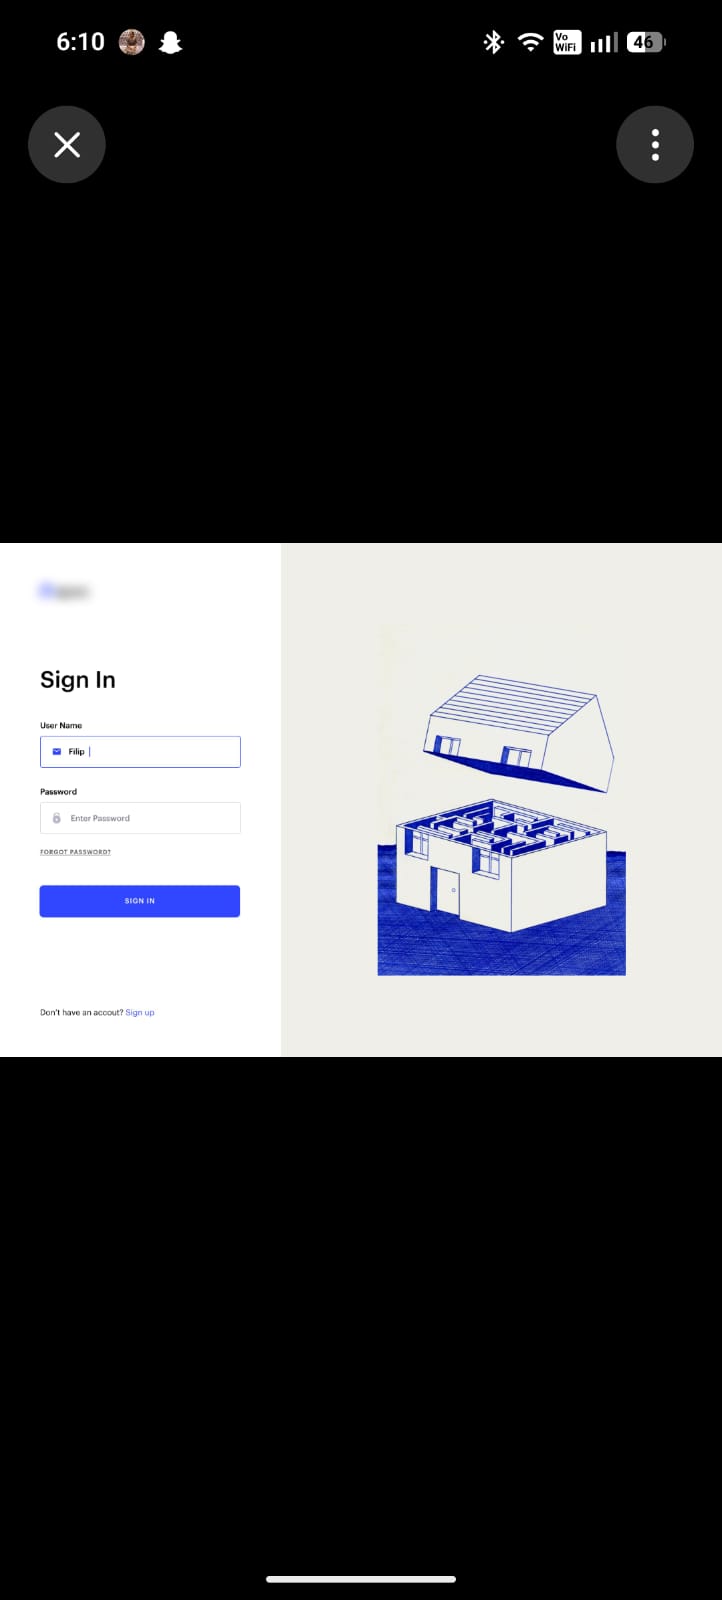 6:10
Vo
WiFi
46
Sign In
User Name
Filip
Password
Enter Password
FORGOT PASSWORD?
SIGN IN
Don't have an accout? Sign up